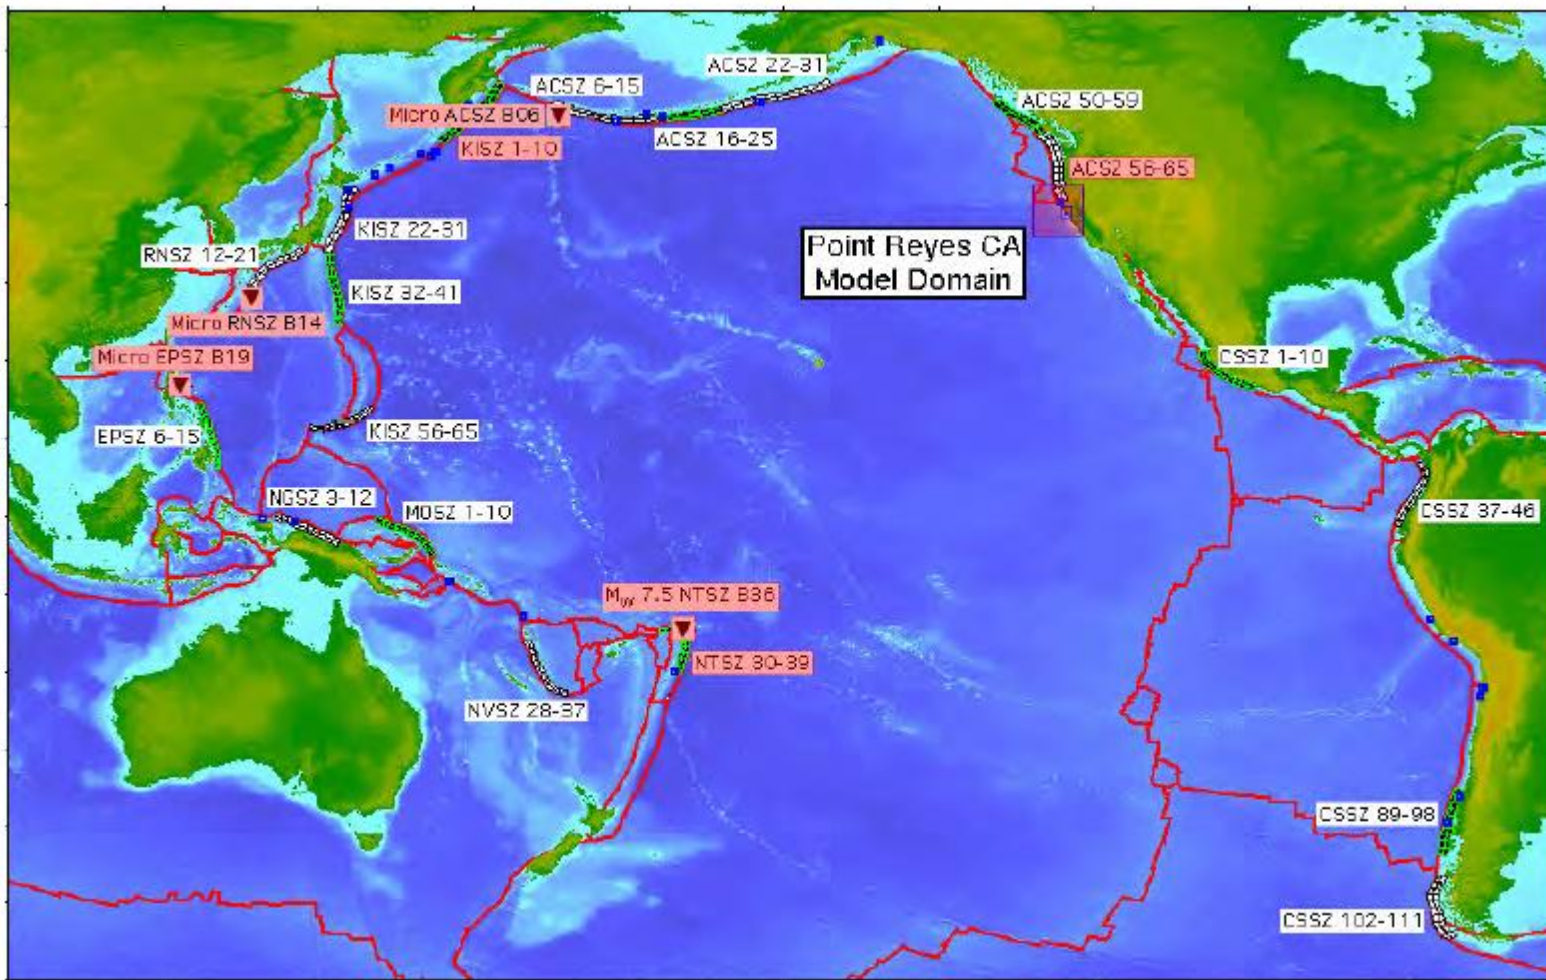 ACSZ 22-31
ACSZ 6-15
ACSZ 50-59
Micro ACSZ B06
ACSZ 16-25
KISZ 1-10
ACSZ 56-65
KISZ 22-31
RNSZ 12-21
Point Reyes CA
Model Domain
KISZ 32-41
Micro RNSZ B14
Micro EPSZ B19
CSSZ 1-10
EPSZ 6-15
KISZ 56-65
NGSZ 3-12
MOSZ 1-10
CSSZ 37-46
Mw 7.5 NTSZ B36
NTSZ 30-39
NVSZ 28-37
CSSZ 89-98
CSSZ 102-111